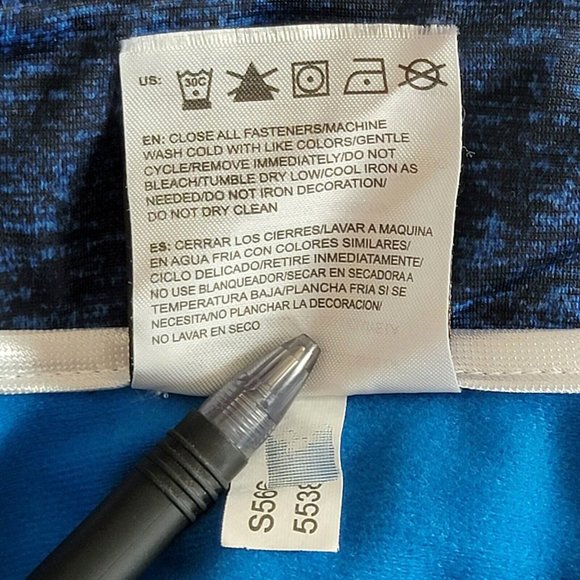 US: 30C
EN: CLOSE ALL FASTENERS/MACHINE
WASH COLD WITH LIKE COLORS/GENTLE
CYCLE/REMOVE IMMEDIATELY/DO NOT
BLEACH/TUMBLE DRY LOW/COOL IRON AS
NEEDED/DO NOT IRON DECORATION/
DO NOT DRY CLEAN
ES: CERRAR LOS CIERRES/LAVAR A MAQUINA
EN AGUA FRIA CON COLORES SIMILARES/
CICLO DELICADO/RETIRE INMEDIATAMENTE/
NO USE BLANQUEADOR/SECAR EN SECADORA A
TEMPERATURA BAJA/PLANCHA FRIA SI SE
NECESITA/NO PLANCHAR LA DECORACION/
NO LAVAR EN SECO